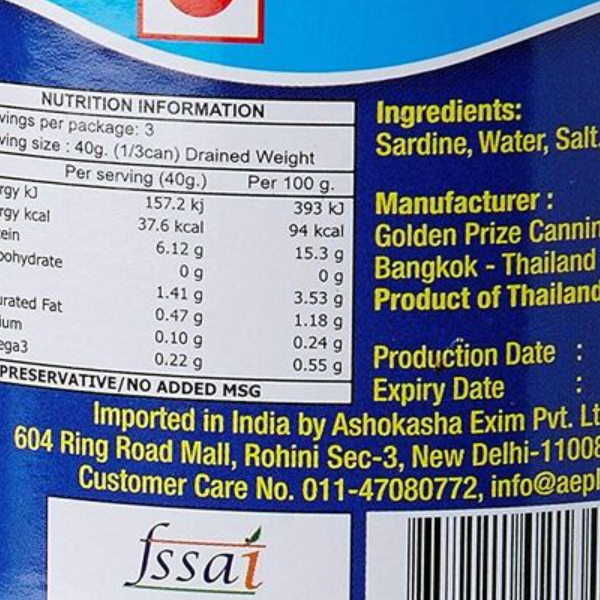 NUTRITION INFORMATION
vings per package: 3
ving size : 40g. (1/3can) Drained Weight
Per serving (40g.) Per 100 g.
rgy kJ 157.2 kj 393 kJ
rgy kcal 37.6 kcal 94 kcal
ein 6.12 g 15.3 g
bohydrate 0 g 0 g
1.41 g 3.53 g
urated Fat 0.47 g 1.18 g
ium 0.10 g 0.24 g
ega3 0.22 g 0.55 g
PRESERVATIVE/NO ADDED MSG
Ingredients:
Sardine, Water, Salt.
Manufacturer :
Golden Prize Cannin
Bangkok - Thailand
Product of Thailand
Production Date :
Expiry Date :
Imported in India by Ashokasha Exim Pvt. Lt
604 Ring Road Mall, Rohini Sec-3, New Delhi-11008
Customer Care No. 011-47080772, info@aepl
fssai